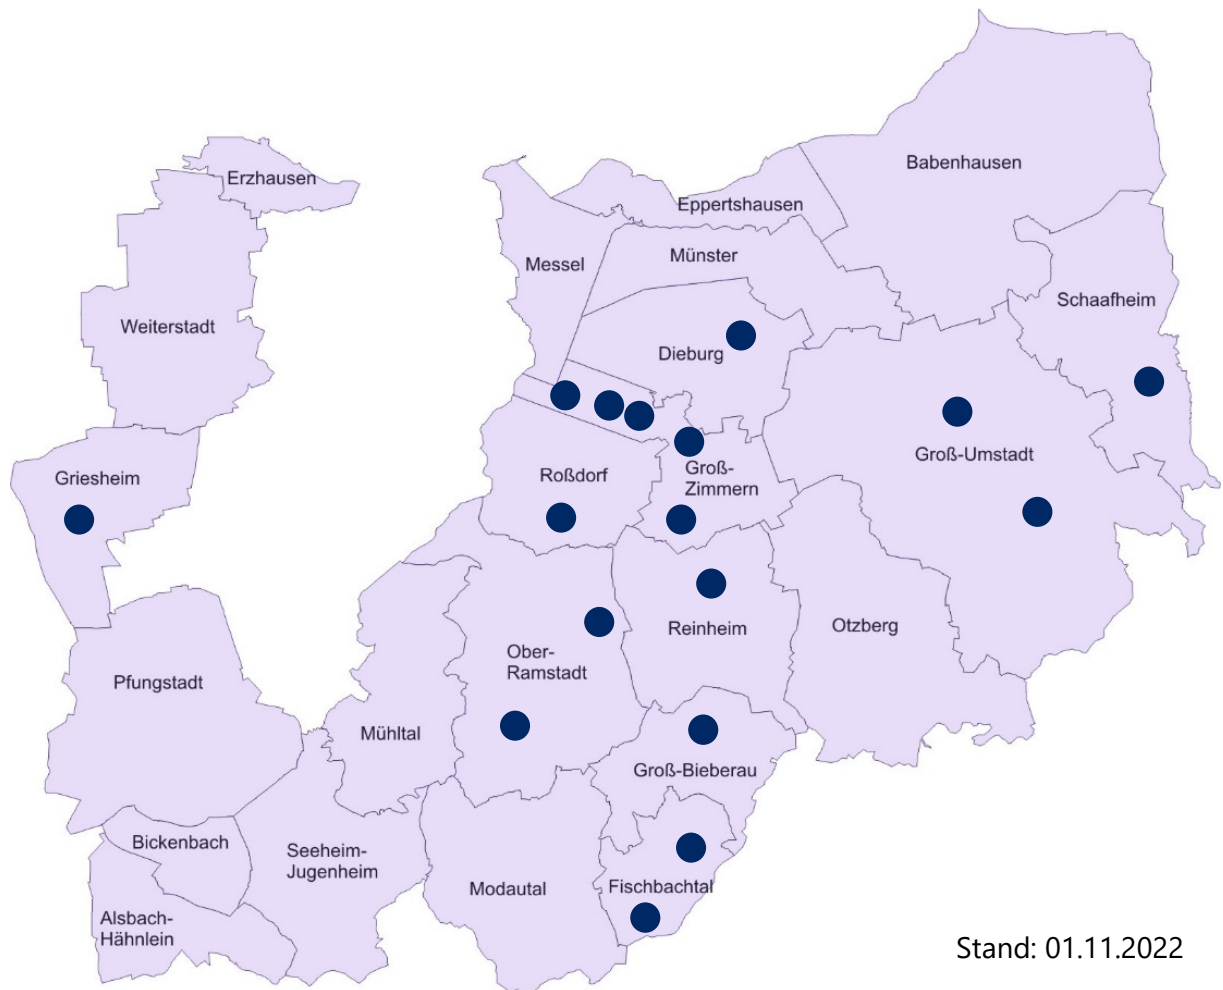 Babenhausen
Erzhausen
Eppertshausen
Münster
Messel
Schaafheim
Weiterstadt
Dieburg
Groß-Umstadt
Griesheim
Roßdorf
Groß-
Zimmern
Otzberg
Reinheim
Ober-
Ramstadt
Pfungstadt
Mühltal
Groß-Bieberau
Bickenbach
Seeheim-
Jugenheim
Modautal
Fischbachtal
Alsbach-
Hähnlein
Stand: 01.11.2022